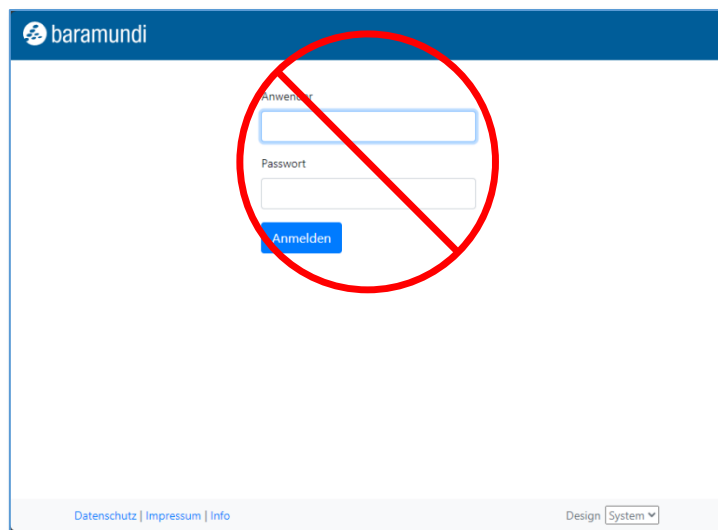 baramundi
Anwender
Passwort
Anmelden
Datenschutz | Impressum | Info
Design System